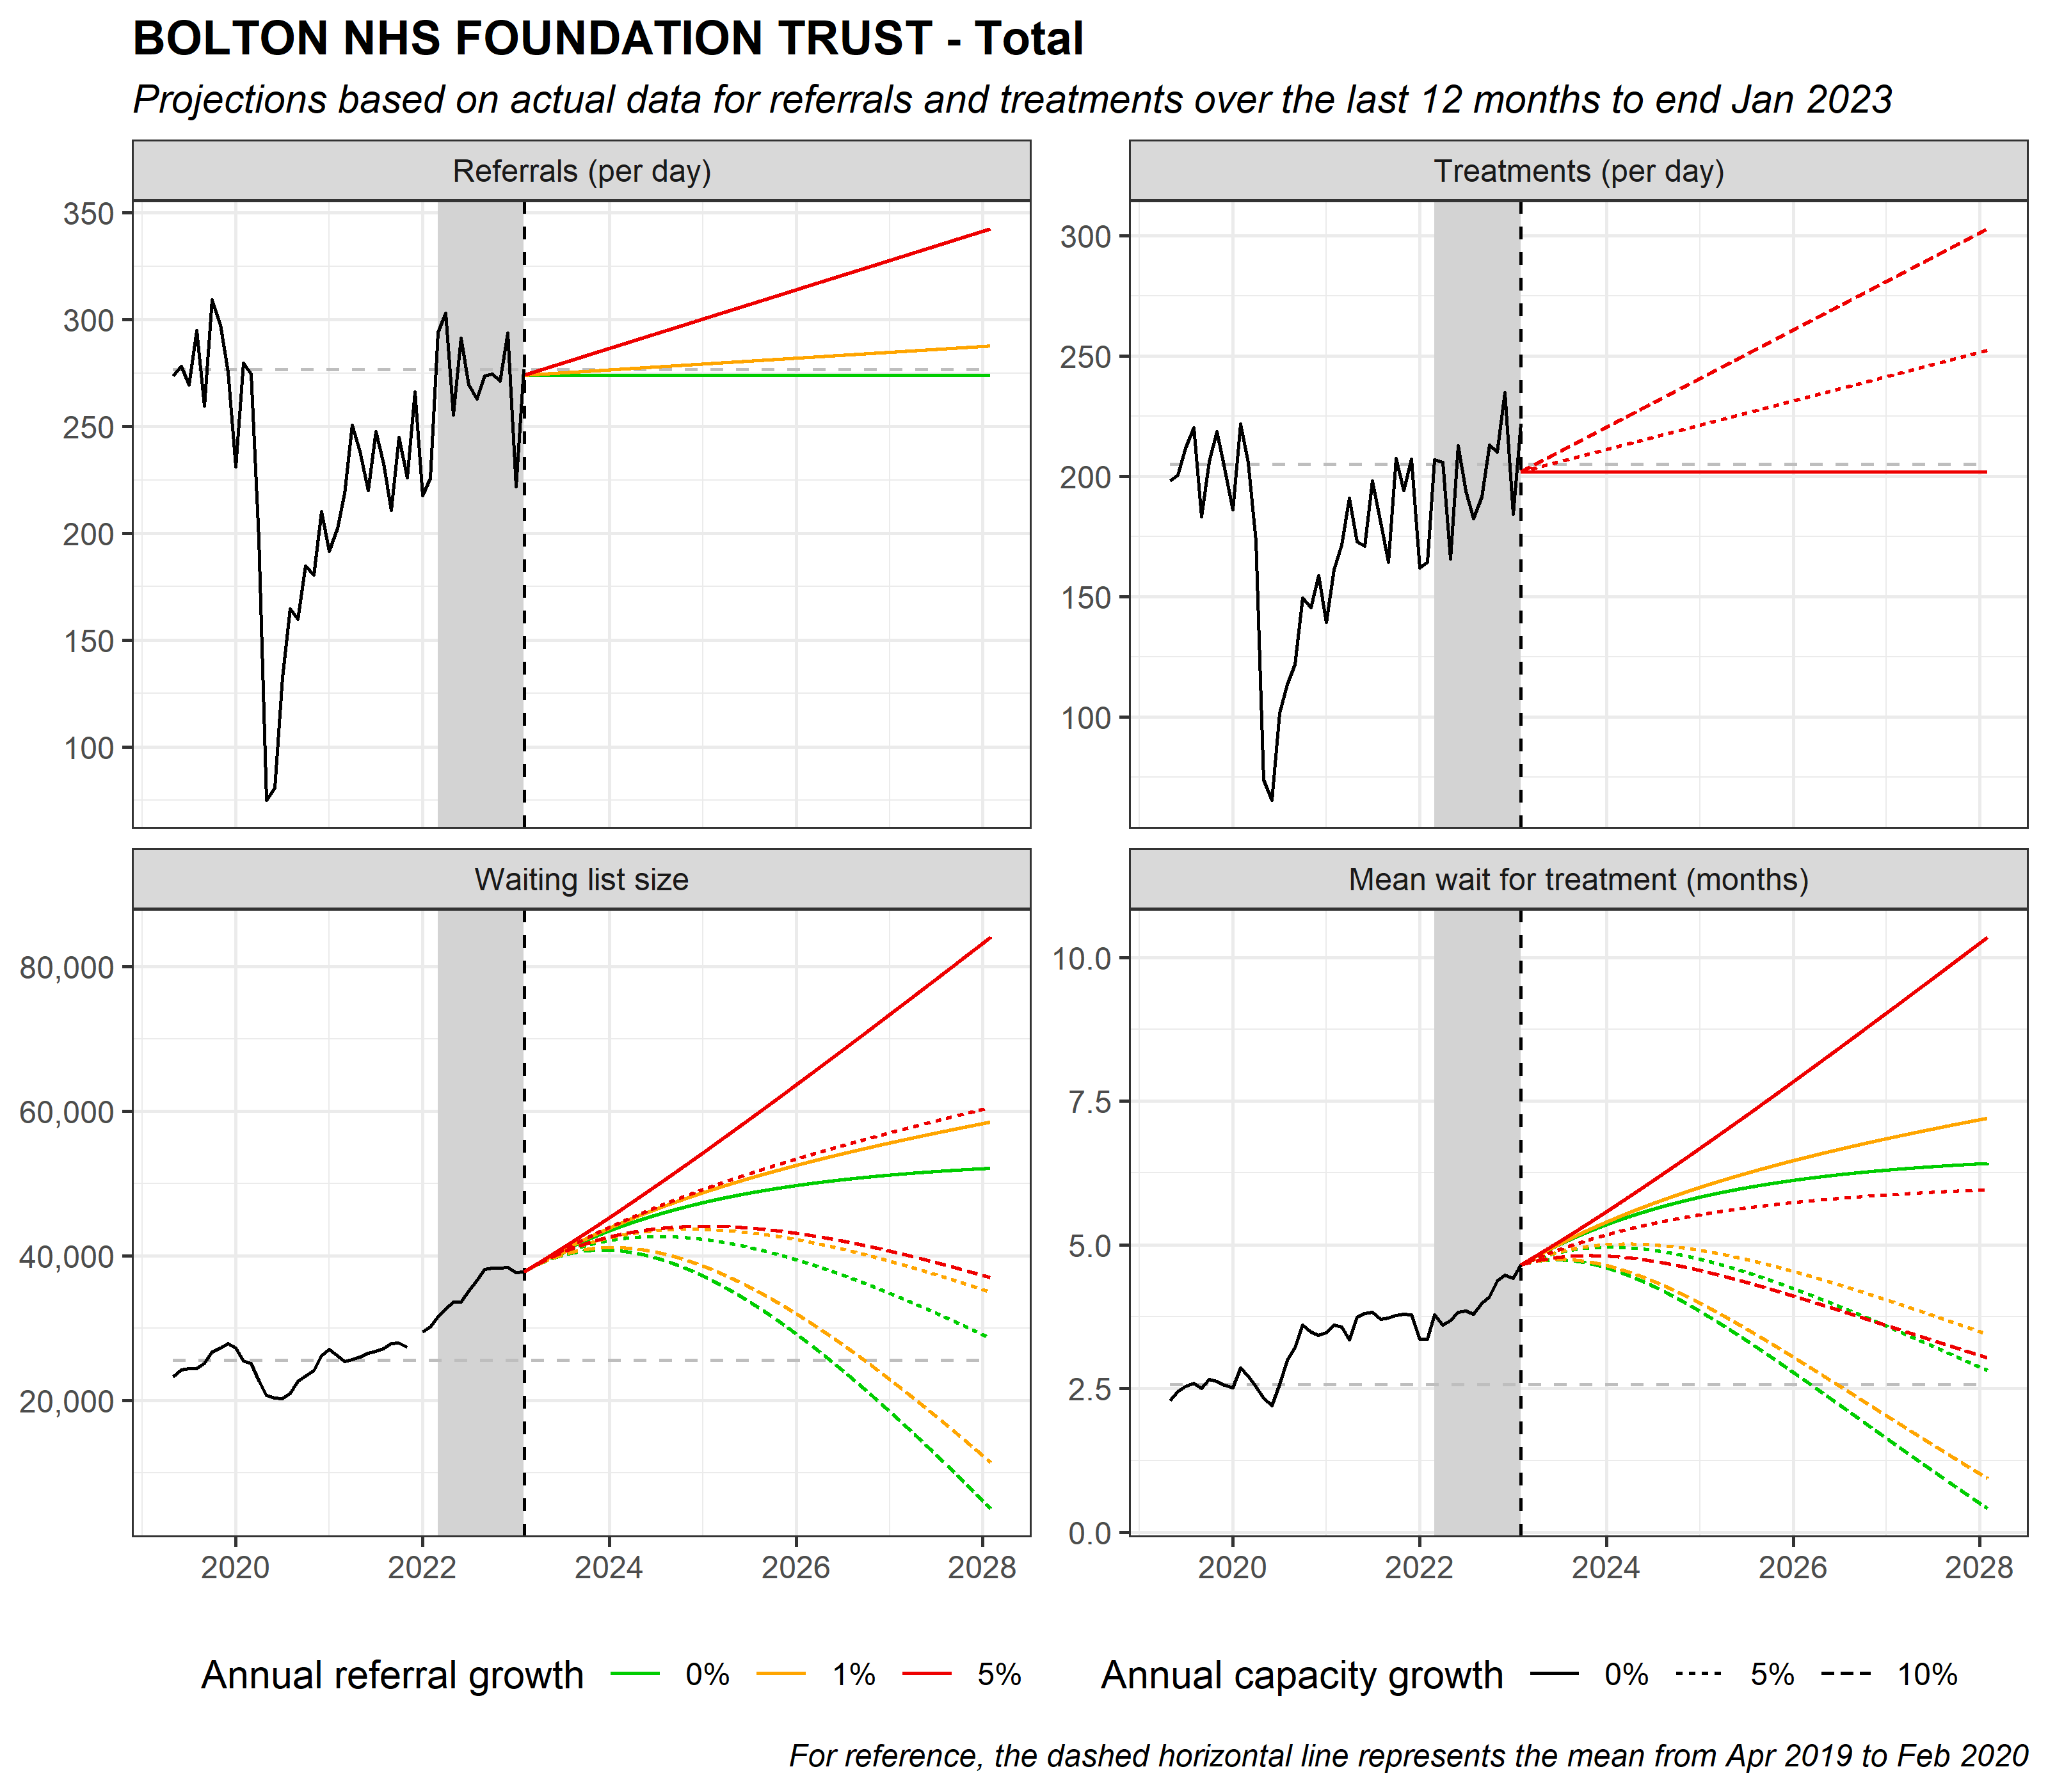 BOLTON NHS FOUNDATION TRUST - Total
Projections based on actual data for referrals and treatments over the last 12 months to end Jan 2023
Referrals (per day)
350
300
250
200
150
100
Treatments (per day)
300
250
200
150
100
Waiting list size
80,000
60,000
40,000
20,000
2020 2022 2024 2026 2028
Mean wait for treatment (months)
10.0
7.5
5.0
2.5
0.0
2020 2022 2024 2026 2028
Annual referral growth 0% 1% 5%
Annual capacity growth 0% 5% 10%
For reference, the dashed horizontal line represents the mean from Apr 2019 to Feb 2020